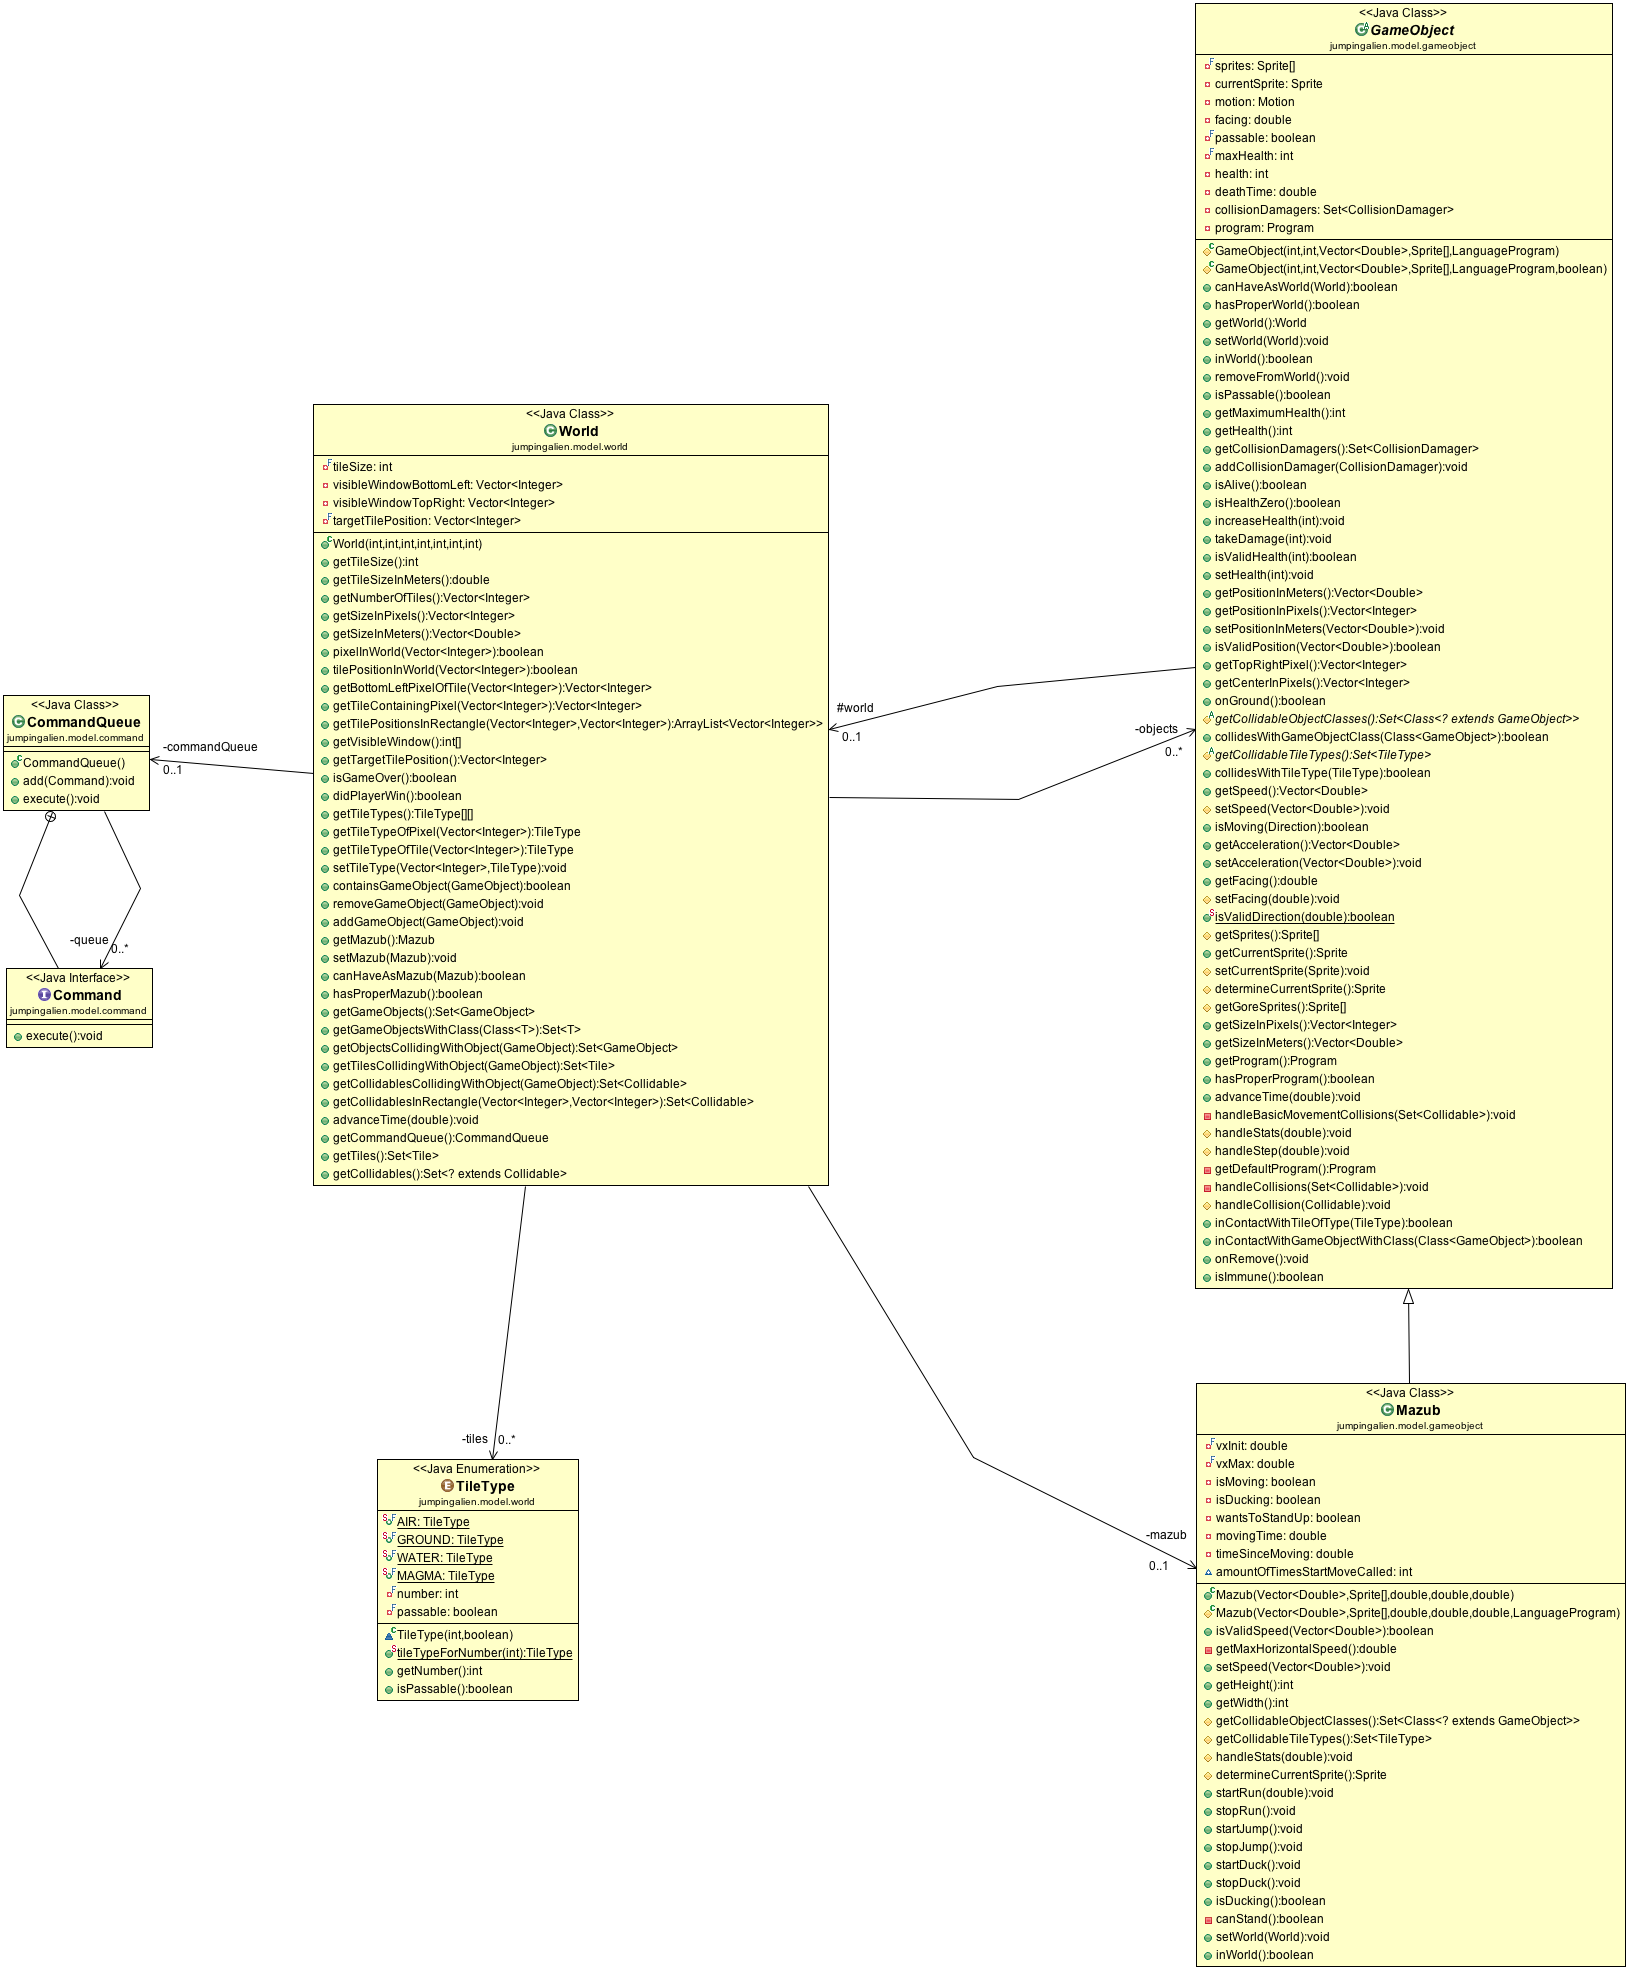 <<Java Class>>
GameObject
jumpingalien.model.gameobject
sprites: Sprite[]
currentSprite: Sprite
motion: Motion
facing: double
passable: boolean
maxHealth: int
health: int
deathTime: double
collisionDamagers: Set<CollisionDamager>
program: Program
GameObject(int,int,Vector<Double>,Sprite[],LanguageProgram)
GameObject(int,int,Vector<Double>,Sprite[],LanguageProgram,boolean)
canHaveAsWorld(World):boolean
hasProperWorld():boolean
getWorld():World
setWorld(World):void
inWorld():boolean
removeFromWorld():void
isPassable():boolean
getMaximumHealth():int
getHealth():int
getCollisionDamagers():Set<CollisionDamager>
addCollisionDamager(CollisionDamager):void
isAlive():boolean
isHealthZero():boolean
increaseHealth(int):void
takeDamage(int):void
isValidHealth(int):boolean
setHealth(int):void
getPositionInMeters():Vector<Double>
getPositionInPixels():Vector<Integer>
setPositionInMeters(Vector<Double>):void
isValidPosition(Vector<Double>):boolean
getTopRightPixel():Vector<Integer>
getCenterInPixels():Vector<Integer>
onGround():boolean
getCollidableObjectClasses():Set<Class<? extends GameObject>>
collidesWithGameObjectClass(Class<GameObject>):boolean
getCollidableTileTypes():Set<TileType>
collidesWithTileType(TileType):boolean
getSpeed():Vector<Double>
setSpeed(Vector<Double>):void
isMoving(Direction):boolean
getAcceleration():Vector<Double>
setAcceleration(Vector<Double>):void
getFacing():double
setFacing(double):void
isValidDirection(double):boolean
getSprites():Sprite[]
getCurrentSprite():Sprite
setCurrentSprite(Sprite):void
determineCurrentSprite():Sprite
getGoreSprites():Sprite[]
getSizeInPixels():Vector<Integer>
getSizeInMeters():Vector<Double>
getProgram():Program
hasProperProgram():boolean
advanceTime(double):void
handleBasicMovementCollisions(Set<Collidable>):void
handleStats(double):void
handleStep(double):void
getDefaultProgram():Program
handleCollisions(Set<Collidable>):void
handleCollision(Collidable):void
inContactWithTileOfType(TileType):boolean
inContactWithGameObjectWithClass(Class<GameObject>):boolean
onRemove():void
isImmune():boolean
<<Java Class>>
World
jumpingalien.model.world
tileSize: int
visibleWindowBottomLeft: Vector<Integer>
visibleWindowTopRight: Vector<Integer>
targetTilePosition: Vector<Integer>
World(int,int,int,int,int,int,int)
getTileSize():int
getTileSizeInMeters():double
getNumberOfTiles():Vector<Integer>
getSizeInPixels():Vector<Integer>
getSizeInMeters():Vector<Double>
pixelInWorld(Vector<Integer>):boolean
tilePositionInWorld(Vector<Integer>):boolean
getBottomLeftPixelOfTile(Vector<Integer>):Vector<Integer>
getTileContainingPixel(Vector<Integer>):Vector<Integer>
getTilePositionsInRectangle(Vector<Integer>,Vector<Integer>):ArrayList<Vector<Integer>>
getVisibleWindow():int[]
getTargetTilePosition():Vector<Integer>
isGameOver():boolean
didPlayerWin():boolean
getTileTypes():TileType[][]
getTileTypeOfPixel(Vector<Integer>):TileType
getTileTypeOfTile(Vector<Integer>):TileType
setTileType(Vector<Integer>,TileType):void
containsGameObject(GameObject):boolean
removeGameObject(GameObject):void
addGameObject(GameObject):void
getMazub():Mazub
setMazub(Mazub):void
canHaveAsMazub(Mazub):boolean
hasProperMazub():boolean
getGameObjects():Set<GameObject>
getGameObjectsWithClass(Class<T>):Set<T>
getObjectsCollidingWithObject(GameObject):Set<GameObject>
getTilesCollidingWithObject(GameObject):Set<Tile>
getCollidablesCollidingWithObject(GameObject):Set<Collidable>
getCollidablesInRectangle(Vector<Integer>,Vector<Integer>):Set<Collidable>
advanceTime(double):void
getCommandQueue():CommandQueue
getTiles():Set<Tile>
getCollidables():Set<? extends Collidable>
#world
0..1
-objects
0..*
-commandQueue
0..1
<<Java Class>>
CommandQueue
jumpingalien.model.command
CommandQueue()
add(Command):void
execute():void
-queue
0..*
<<Java Interface>>
Command
jumpingalien.model.command
execute():void
-tiles
0..*
<<Java Enumeration>>
TileType
jumpingalien.model.world
AIR: TileType
GROUND: TileType
WATER: TileType
MAGMA: TileType
number: int
passable: boolean
TileType(int,boolean)
tileTypeForNumber(int):TileType
getNumber():int
isPassable():boolean
-mazub
0..1
<<Java Class>>
Mazub
jumpingalien.model.gameobject
vxInit: double
vxMax: double
isMoving: boolean
isDucking: boolean
wantsToStandUp: boolean
movingTime: double
timeSinceMoving: double
amountOfTimesStartMoveCalled: int
Mazub(Vector<Double>,Sprite[],double,double,double)
Mazub(Vector<Double>,Sprite[],double,double,double,LanguageProgram)
isValidSpeed(Vector<Double>):boolean
getMaxHorizontalSpeed():double
setSpeed(Vector<Double>):void
getHeight():int
getWidth():int
getCollidableObjectClasses():Set<Class<? extends GameObject>>
getCollidableTileTypes():Set<TileType>
handleStats(double):void
determineCurrentSprite():Sprite
startRun(double):void
stopRun():void
startJump():void
stopJump():void
startDuck():void
stopDuck():void
isDucking():boolean
canStand():boolean
setWorld(World):void
inWorld():boolean